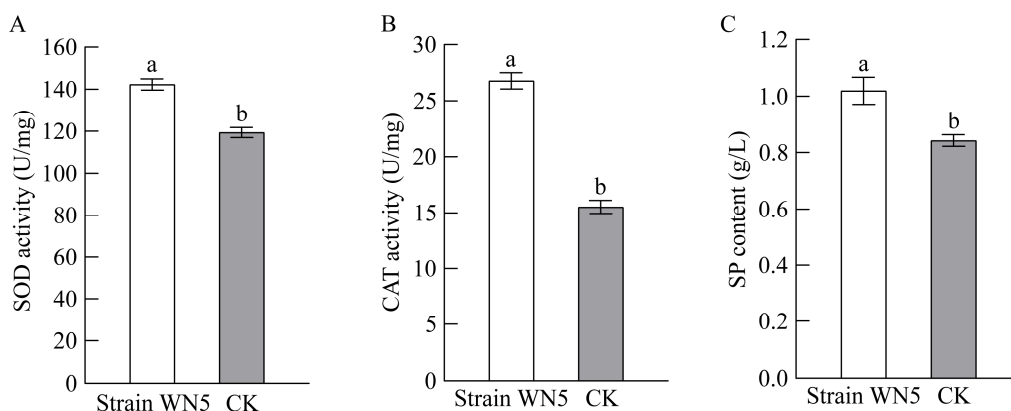 A
SOD activity (U/mg)
160
140
120
100
80
60
40
20
0
a
b
Strain WN5 CK
B
CAT activity (U/mg)
30
25
20
15
10
5
0
a
b
Strain WN5 CK
C
SP content (g/L)
1.2
1.0
0.8
0.6
0.4
0.2
0.0
a
b
Strain WN5 CK